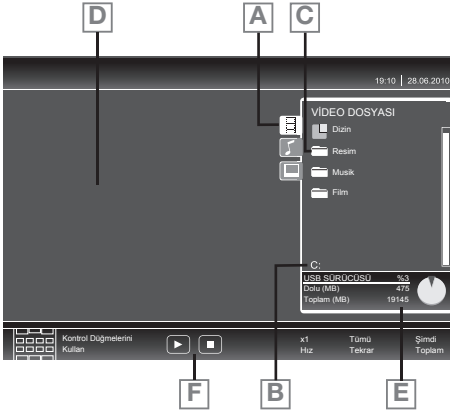 D A C
19:10 | 28.06.2010
VİDEO DOSYASI
Dizin
Resim
Musik
Film
C:
USB SÜRÜCÜSÜ %3
Dolu (MB) 475
Toplam (MB) 19145
Kontrol Düğmelerini
Kullan
x1 Tümü Şimdi
Hız Tekrar Toplam
F B E